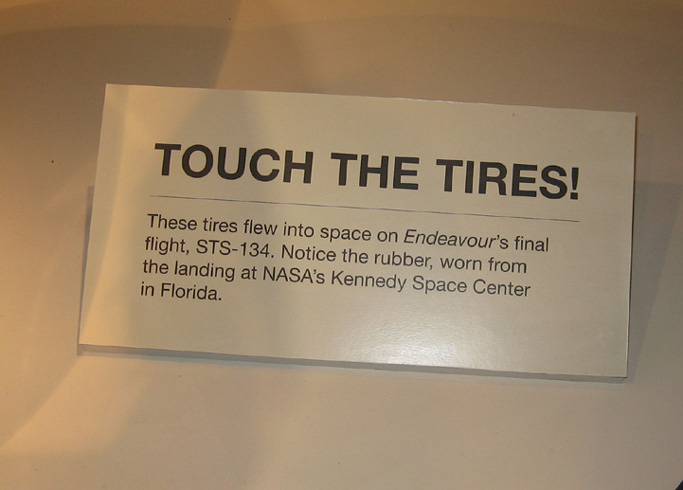 TOUCH THE TIRES!
These tires flew into space on Endeavour's final
flight, STS-134. Notice the rubber, worn from
the landing at NASA's Kennedy Space Center
in Florida.